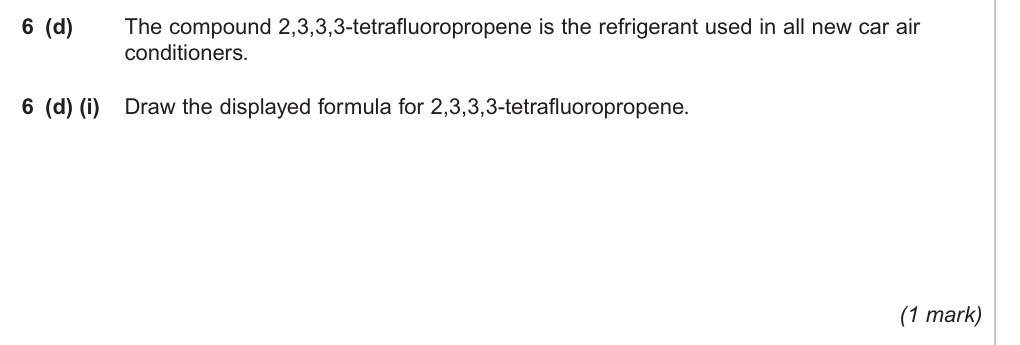 6 (d) The compound 2,3,3,3-tetrafluoropropene is the refrigerant used in all new car air
conditioners.
6 (d) (i) Draw the displayed formula for 2,3,3,3-tetrafluoropropene.
(1 mark)